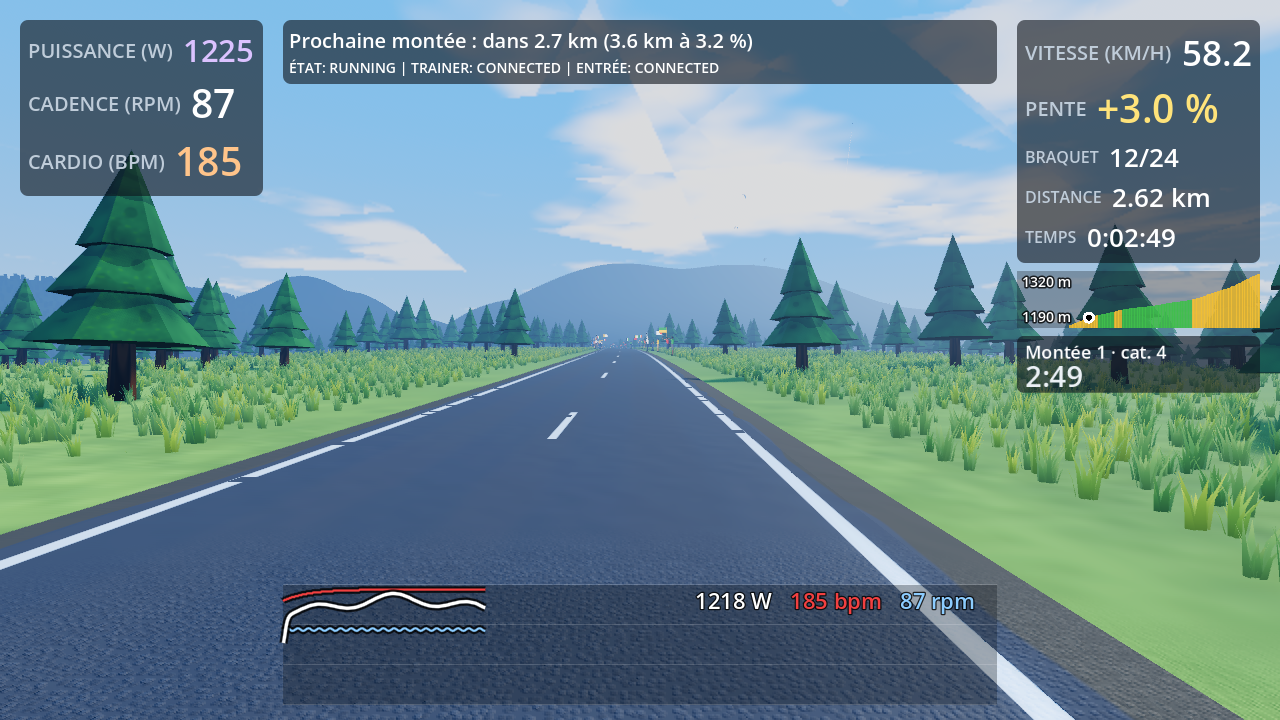 PUISSANCE (W) 1225
CADENCE (RPM) 87
CARDIO (BPM) 185
Prochaine montée : dans 2.7 km (3.6 km à 3.2 %)
ÉTAT: RUNNING | TRAINER: CONNECTED | ENTRÉE: CONNECTED
VITESSE (KM/H) 58.2
PENTE +3.0 %
BRAQUET 12/24
DISTANCE 2.62 km
TEMPS 0:02:49
1320 m
1190 m
Montée 1 · cat. 4
2:49
1218 W 185 bpm 87 rpm